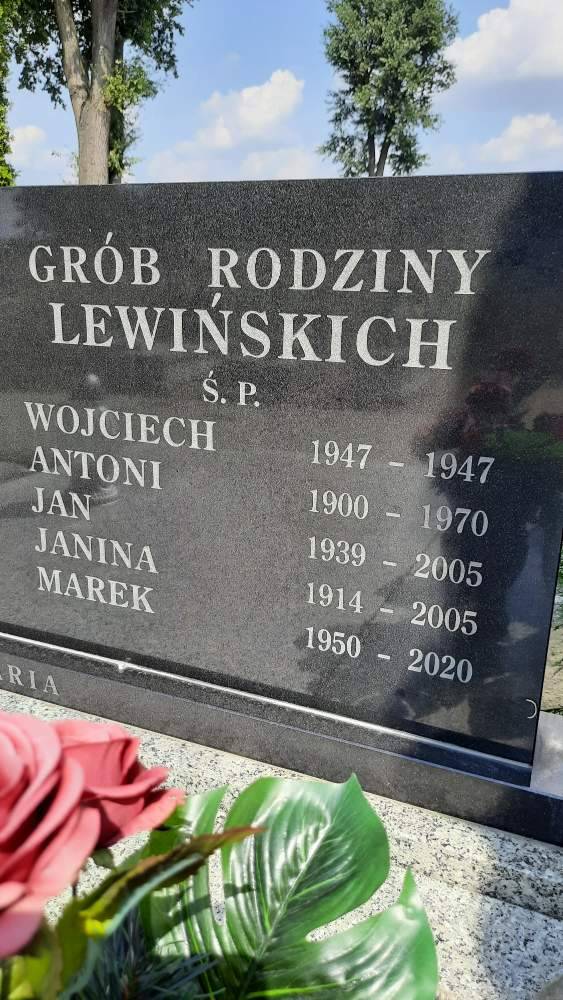 GRÓB RODZINY
LEWIŃSKICH
Ś. P.
WOJCIECH 1947 – 1947
ANTONI 1900 – 1970
JAN 1939 – 2005
JANINA 1914 – 2005
MAREK 1950 – 2020